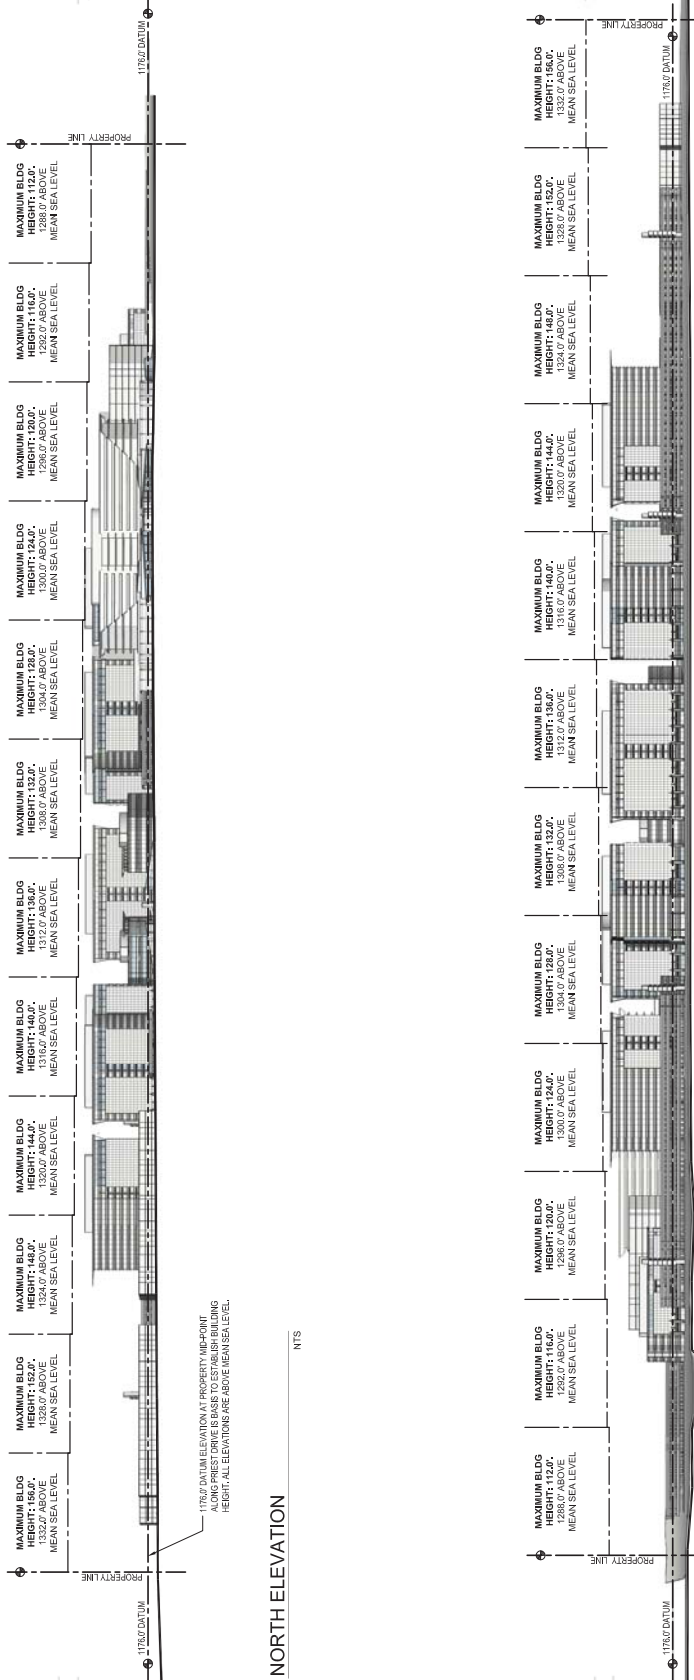 MAXIMUM BLDG
HEIGHT: 156.0'.
1332.0' ABOVE
MEAN SEA LEVEL
MAXIMUM BLDG
HEIGHT: 152.0'.
1328.0' ABOVE
MEAN SEA LEVEL
MAXIMUM BLDG
HEIGHT: 148.0'.
1324.0' ABOVE
MEAN SEA LEVEL
MAXIMUM BLDG
HEIGHT: 144.0'.
1320.0' ABOVE
MEAN SEA LEVEL
MAXIMUM BLDG
HEIGHT: 140.0'.
1316.0' ABOVE
MEAN SEA LEVEL
MAXIMUM BLDG
HEIGHT: 136.0'.
1312.0' ABOVE
MEAN SEA LEVEL
MAXIMUM BLDG
HEIGHT: 132.0'.
1308.0' ABOVE
MEAN SEA LEVEL
MAXIMUM BLDG
HEIGHT: 128.0'.
1304.0' ABOVE
MEAN SEA LEVEL
MAXIMUM BLDG
HEIGHT: 124.0'.
1300.0' ABOVE
MEAN SEA LEVEL
MAXIMUM BLDG
HEIGHT: 120.0'.
1296.0' ABOVE
MEAN SEA LEVEL
MAXIMUM BLDG
HEIGHT: 116.0'.
1292.0' ABOVE
MEAN SEA LEVEL
MAXIMUM BLDG
HEIGHT: 112.0'.
1288.0' ABOVE
MEAN SEA LEVEL
PROPERTY LINE
PROPERTY LINE
1176.0' DATUM
1176.0' DATUM
1176.0' DATUM ELEVATION AT PROPERTY MID-POINT
ALONG PRIEST DRIVE IS BASIS TO ESTABLISH BUILDING
HEIGHT. ALL ELEVATIONS ARE ABOVE MEAN SEA LEVEL.
NORTH ELEVATION
NTS
MAXIMUM BLDG
HEIGHT: 112.0'.
1288.0' ABOVE
MEAN SEA LEVEL
MAXIMUM BLDG
HEIGHT: 116.0'.
1292.0' ABOVE
MEAN SEA LEVEL
MAXIMUM BLDG
HEIGHT: 120.0'.
1296.0' ABOVE
MEAN SEA LEVEL
MAXIMUM BLDG
HEIGHT: 124.0'.
1300.0' ABOVE
MEAN SEA LEVEL
MAXIMUM BLDG
HEIGHT: 128.0'.
1304.0' ABOVE
MEAN SEA LEVEL
MAXIMUM BLDG
HEIGHT: 132.0'.
1308.0' ABOVE
MEAN SEA LEVEL
MAXIMUM BLDG
HEIGHT: 136.0'.
1312.0' ABOVE
MEAN SEA LEVEL
MAXIMUM BLDG
HEIGHT: 140.0'.
1316.0' ABOVE
MEAN SEA LEVEL
MAXIMUM BLDG
HEIGHT: 144.0'.
1320.0' ABOVE
MEAN SEA LEVEL
MAXIMUM BLDG
HEIGHT: 148.0'.
1324.0' ABOVE
MEAN SEA LEVEL
MAXIMUM BLDG
HEIGHT: 152.0'.
1328.0' ABOVE
MEAN SEA LEVEL
MAXIMUM BLDG
HEIGHT: 156.0'.
1332.0' ABOVE
MEAN SEA LEVEL
PROPERTY LINE
PROPERTY LINE
1176.0' DATUM
1176.0' DATUM